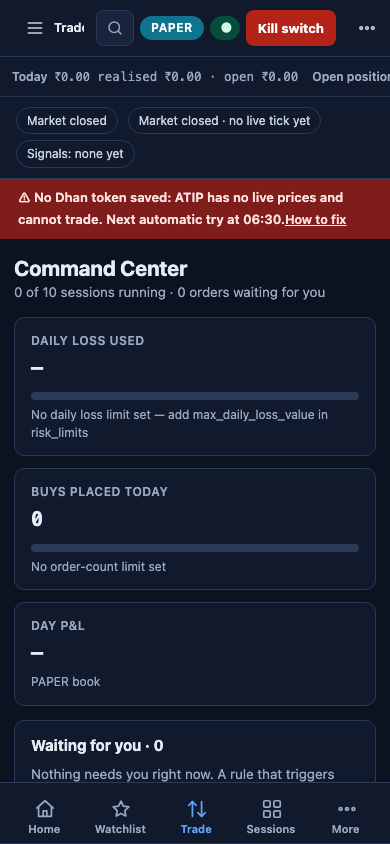 Trade
PAPER
Kill switch
Today ₹0.00 realised ₹0.00 · open ₹0.00 Open position
Market closed
Market closed · no live tick yet
Signals: none yet
⚠ No Dhan token saved: ATIP has no live prices and
cannot trade. Next automatic try at 06:30.How to fix
Command Center
0 of 10 sessions running · 0 orders waiting for you
DAILY LOSS USED
—
No daily loss limit set — add max_daily_loss_value in
risk_limits
BUYS PLACED TODAY
0
No order-count limit set
DAY P&L
—
PAPER book
Waiting for you · 0
Nothing needs you right now. A rule that triggers
Home
Watchlist
Trade
Sessions
More